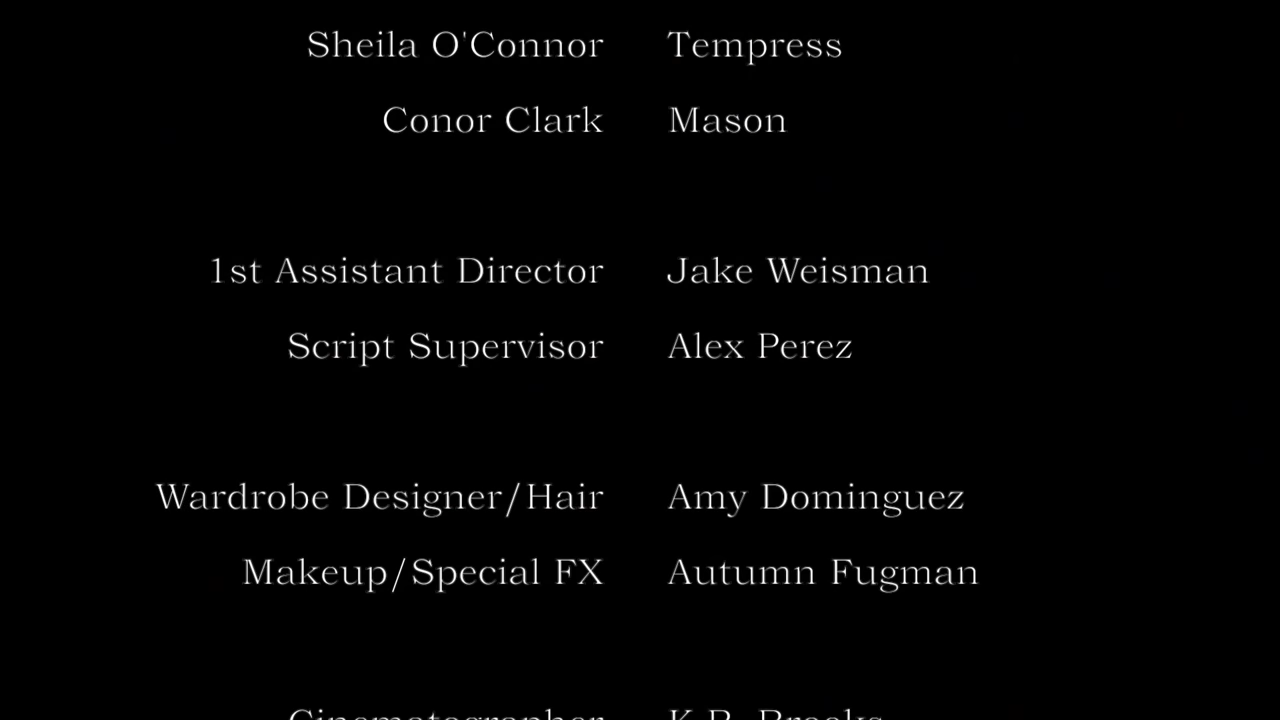 Sheila O'Connor Tempress
Conor Clark Mason
1st Assistant Director Jake Weisman
Script Supervisor Alex Perez
Wardrobe Designer/Hair Amy Dominguez
Makeup/Special FX Autumn Fugman
Cinematographer